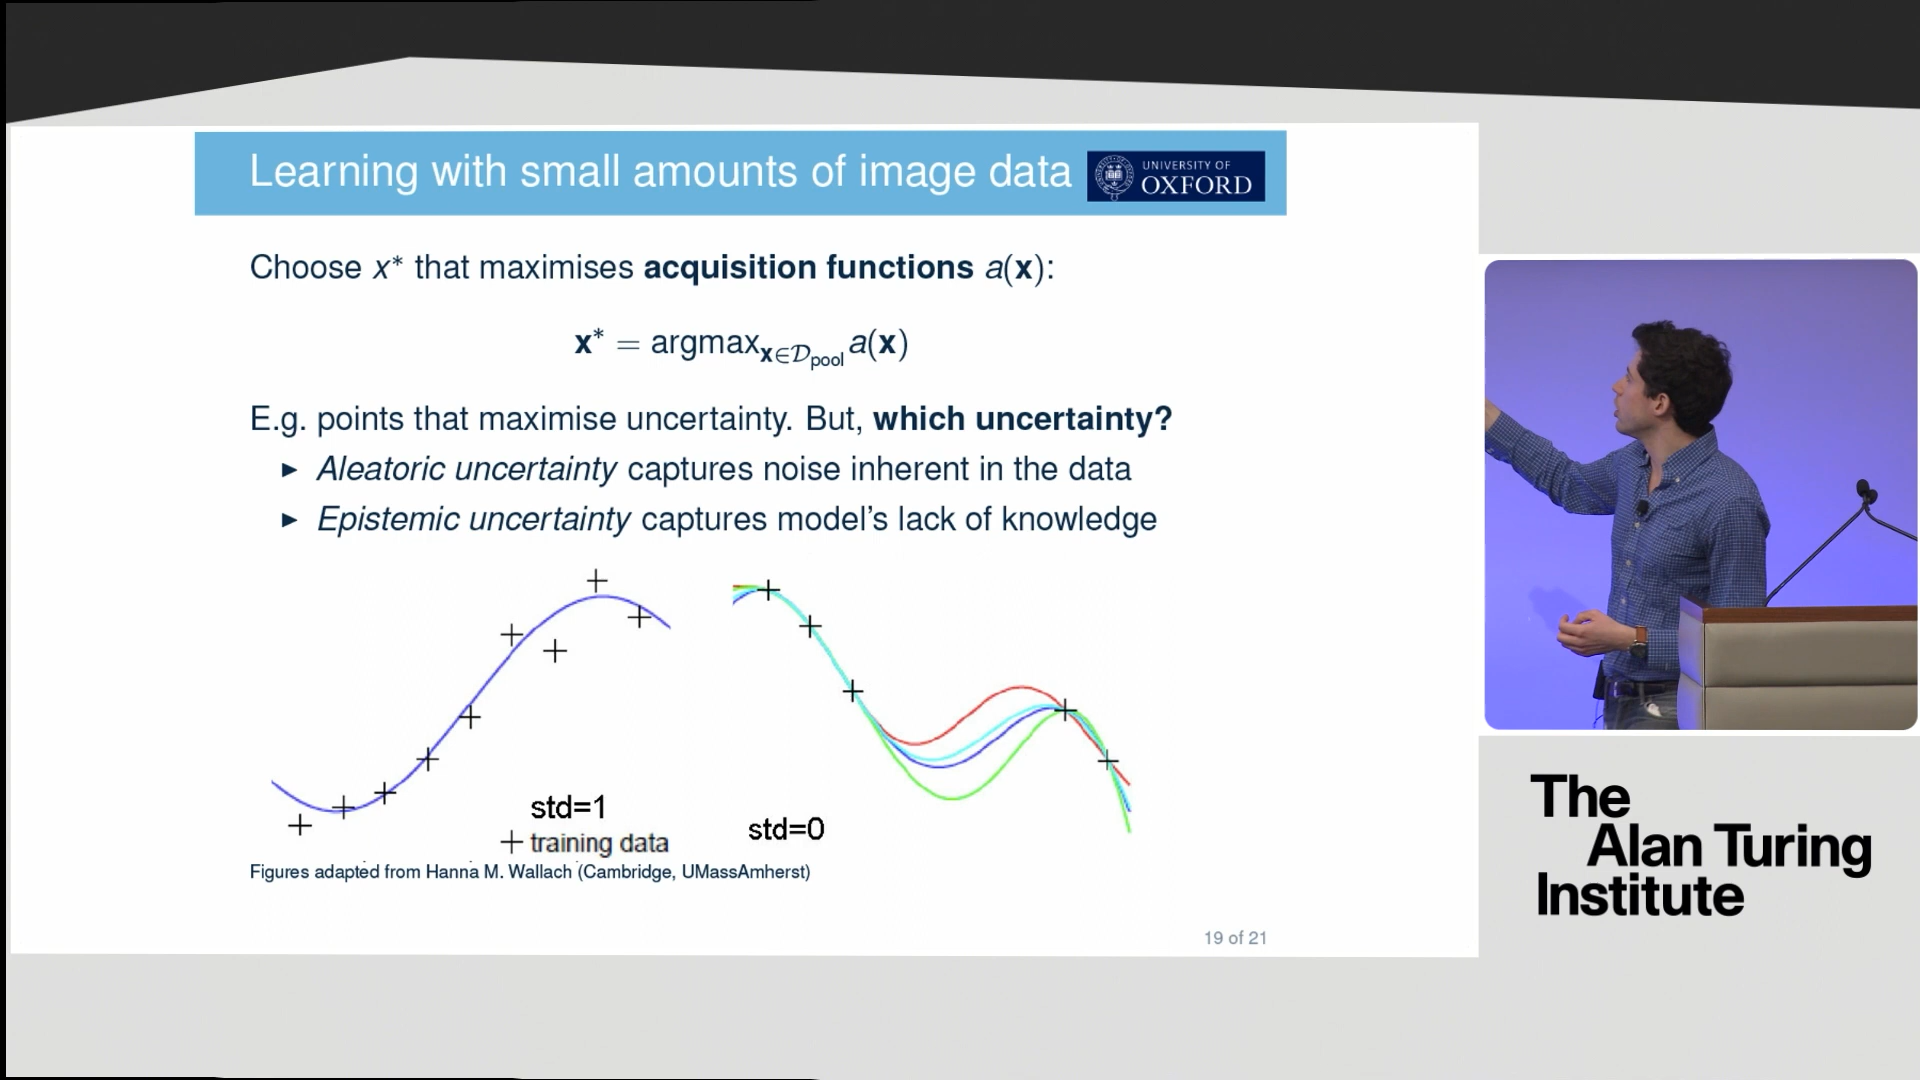 Learning with small amounts of image data
UNIVERSITY OF
OXFORD
Choose x* that maximises acquisition functions a(x):
x* = argmaxx∈Dpool a(x)
E.g. points that maximise uncertainty. But, which uncertainty?
► Aleatoric uncertainty captures noise inherent in the data
► Epistemic uncertainty captures model's lack of knowledge
std=1
+ training data
std=0
Figures adapted from Hanna M. Wallach (Cambridge, UMassAmherst)
19 of 21
The
Alan Turing
Institute